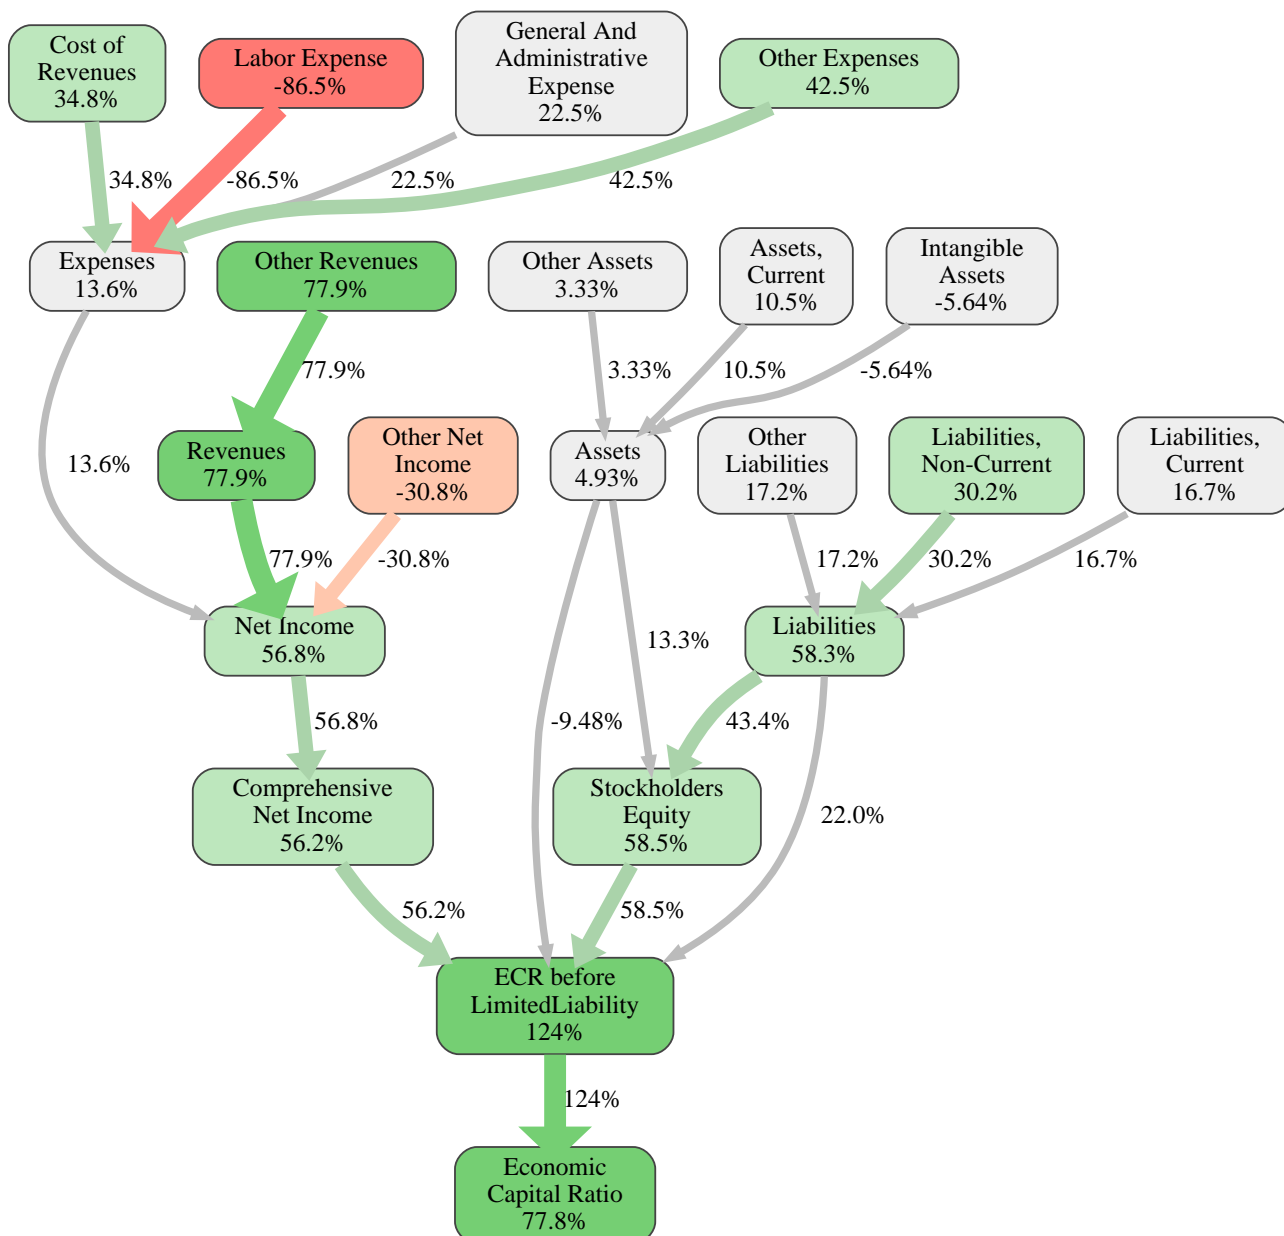 Cost of
Revenues
34.8%
Labor Expense
-86.5%
General And
Administrative
Expense
22.5%
Other Expenses
42.5%
34.8%
-86.5%
22.5%
42.5%
Expenses
13.6%
Other Revenues
77.9%
Other Assets
3.33%
Assets,
Current
10.5%
Intangible
Assets
-5.64%
77.9%
3.33%
10.5%
-5.64%
13.6%
Revenues
77.9%
Other Net
Income
-30.8%
Assets
4.93%
Other
Liabilities
17.2%
Liabilities,
Non-Current
30.2%
Liabilities,
Current
16.7%
77.9%
-30.8%
17.2%
30.2%
16.7%
Net Income
56.8%
13.3%
Liabilities
58.3%
56.8%
-9.48%
43.4%
Comprehensive
Net Income
56.2%
Stockholders
Equity
58.5%
22.0%
56.2%
58.5%
ECR before
LimitedLiability
124%
124%
Economic
Capital Ratio
77.8%